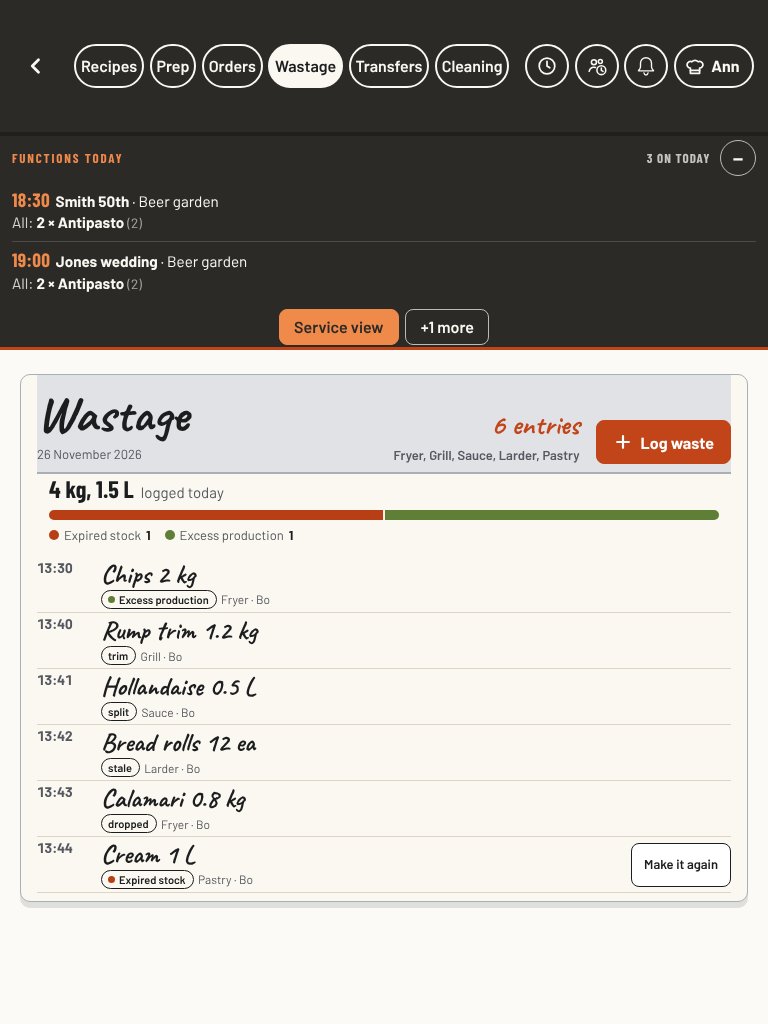 Recipes Prep Orders Wastage Transfers Cleaning Ann
FUNCTIONS TODAY 3 ON TODAY –
18:30 Smith 50th · Beer garden
All: 2 × Antipasto (2)
19:00 Jones wedding · Beer garden
All: 2 × Antipasto (2)
Service view +1 more
Wastage
26 November 2026
6 entries
Fryer, Grill, Sauce, Larder, Pastry
+ Log waste
4 kg, 1.5 L logged today
Expired stock 1 Excess production 1
13:30 Chips 2 kg
Excess production Fryer · Bo
13:40 Rump trim 1.2 kg
trim Grill · Bo
13:41 Hollandaise 0.5 L
split Sauce · Bo
13:42 Bread rolls 12 ea
stale Larder · Bo
13:43 Calamari 0.8 kg
dropped Fryer · Bo
13:44 Cream 1 L
Expired stock Pastry · Bo
Make it again